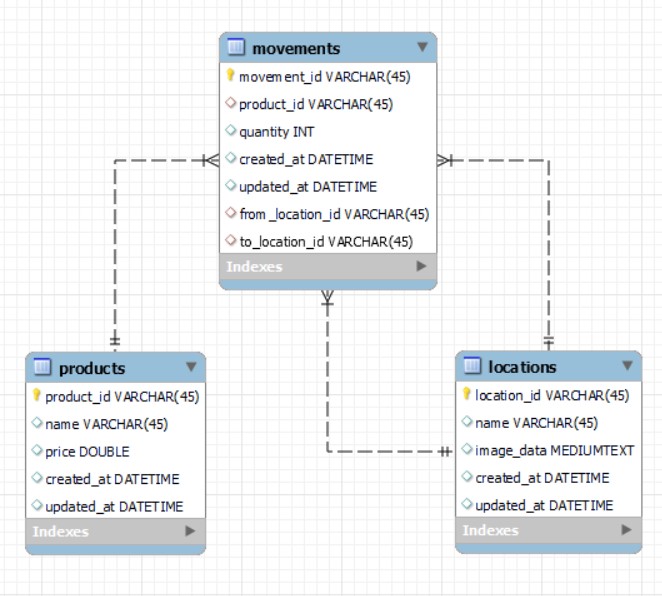 movements
movement_id VARCHAR(45)
product_id VARCHAR(45)
quantity INT
created_at DATETIME
updated_at DATETIME
from _location_id VARCHAR(45)
to_location_id VARCHAR(45)
Indexes
products
product_id VARCHAR(45)
name VARCHAR(45)
price DOUBLE
created_at DATETIME
updated_at DATETIME
Indexes
locations
location_id VARCHAR(45)
name VARCHAR(45)
image_data MEDIUMTEXT
created_at DATETIME
updated_at DATETIME
Indexes